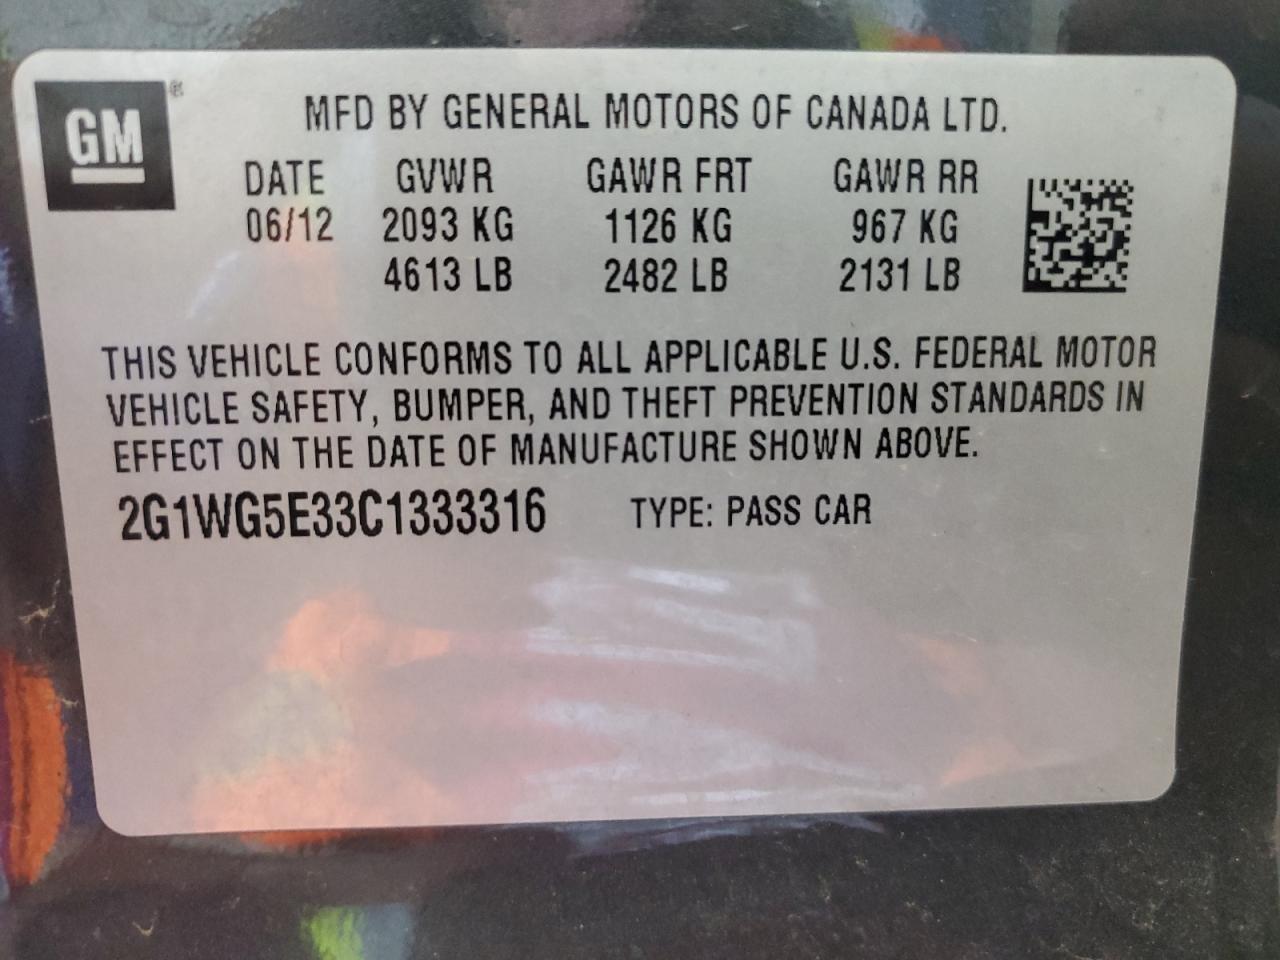 GM®
MFD BY GENERAL MOTORS OF CANADA LTD.
DATE GVWR GAWR FRT GAWR RR
06/12 2093 KG 1126 KG 967 KG
4613 LB 2482 LB 2131 LB
THIS VEHICLE CONFORMS TO ALL APPLICABLE U.S. FEDERAL MOTOR
VEHICLE SAFETY, BUMPER, AND THEFT PREVENTION STANDARDS IN
EFFECT ON THE DATE OF MANUFACTURE SHOWN ABOVE.
2G1WG5E33C1333316 TYPE: PASS CAR